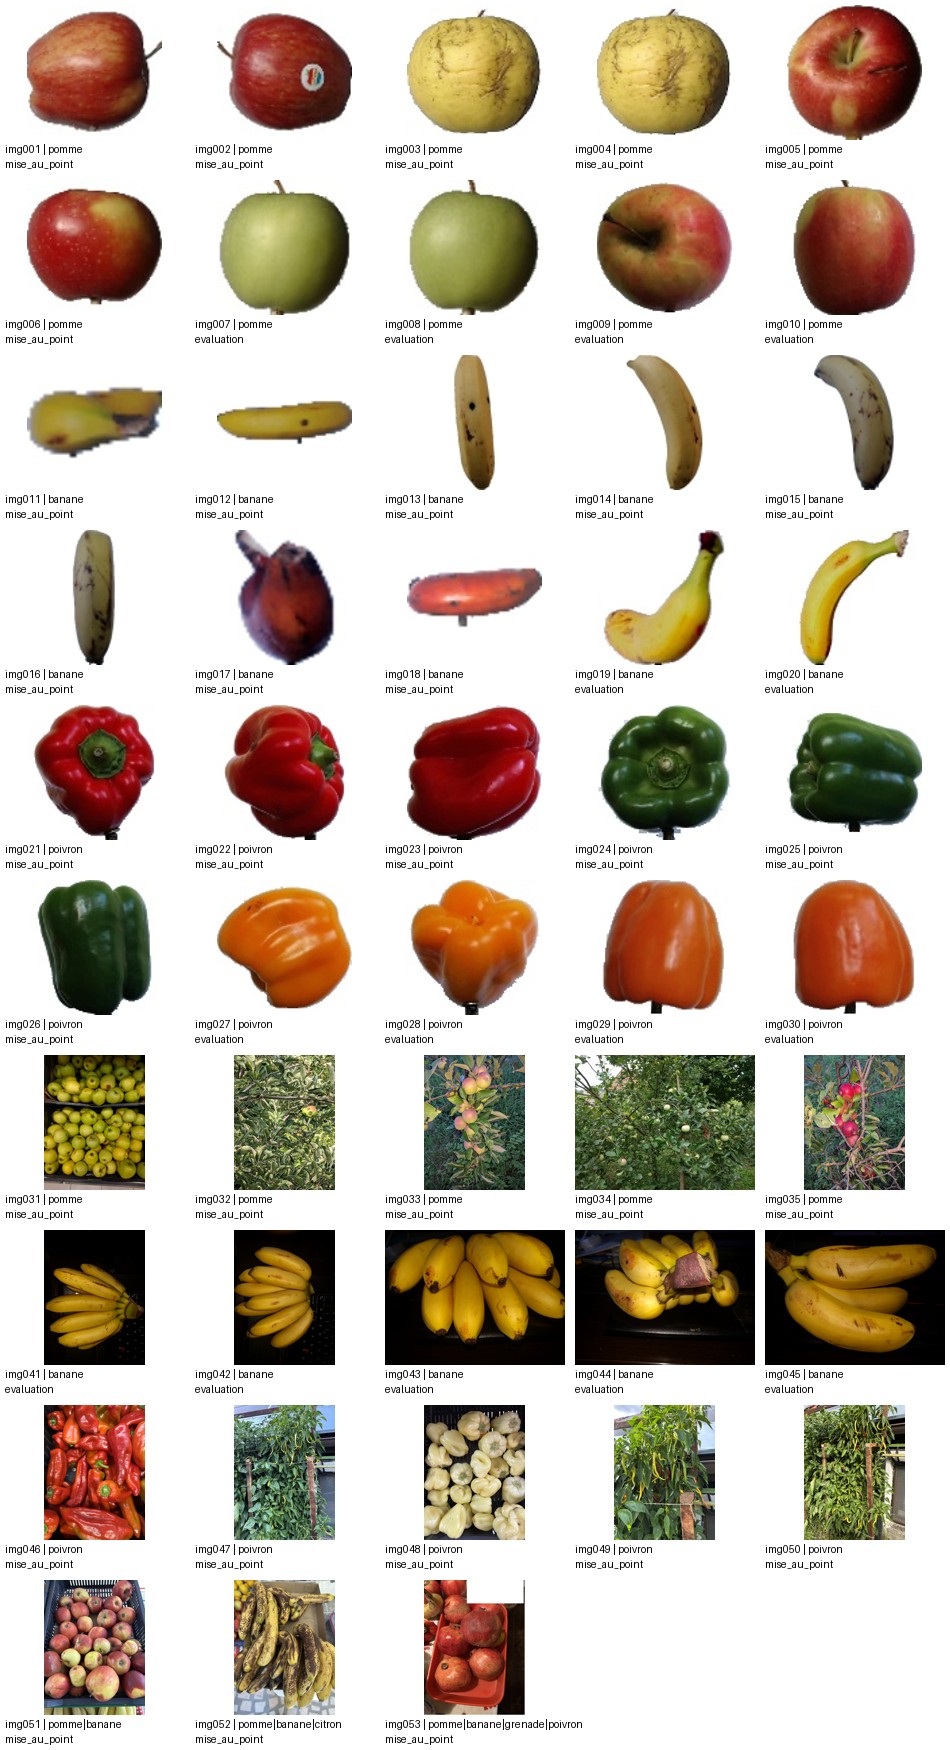 img001 | pomme
mise_au_point
img002 | pomme
mise_au_point
img003 | pomme
mise_au_point
img004 | pomme
mise_au_point
img005 | pomme
mise_au_point
img006 | pomme
mise_au_point
img007 | pomme
evaluation
img008 | pomme
evaluation
img009 | pomme
evaluation
img010 | pomme
evaluation
img011 | banane
mise_au_point
img012 | banane
mise_au_point
img013 | banane
mise_au_point
img014 | banane
mise_au_point
img015 | banane
mise_au_point
img016 | banane
mise_au_point
img017 | banane
mise_au_point
img018 | banane
mise_au_point
img019 | banane
evaluation
img020 | banane
evaluation
img021 | poivron
mise_au_point
img022 | poivron
mise_au_point
img023 | poivron
mise_au_point
img024 | poivron
mise_au_point
img025 | poivron
mise_au_point
img026 | poivron
mise_au_point
img027 | poivron
evaluation
img028 | poivron
evaluation
img029 | poivron
evaluation
img030 | poivron
evaluation
img031 | pomme
mise_au_point
img032 | pomme
mise_au_point
img033 | pomme
mise_au_point
img034 | pomme
mise_au_point
img035 | pomme
mise_au_point
img041 | banane
evaluation
img042 | banane
evaluation
img043 | banane
evaluation
img044 | banane
evaluation
img045 | banane
evaluation
img046 | poivron
mise_au_point
img047 | poivron
mise_au_point
img048 | poivron
mise_au_point
img049 | poivron
mise_au_point
img050 | poivron
mise_au_point
img051 | pomme|banane
mise_au_point
img052 | pomme|banane|citron
mise_au_point
img053 | pomme|banane|grenade|poivron
mise_au_point